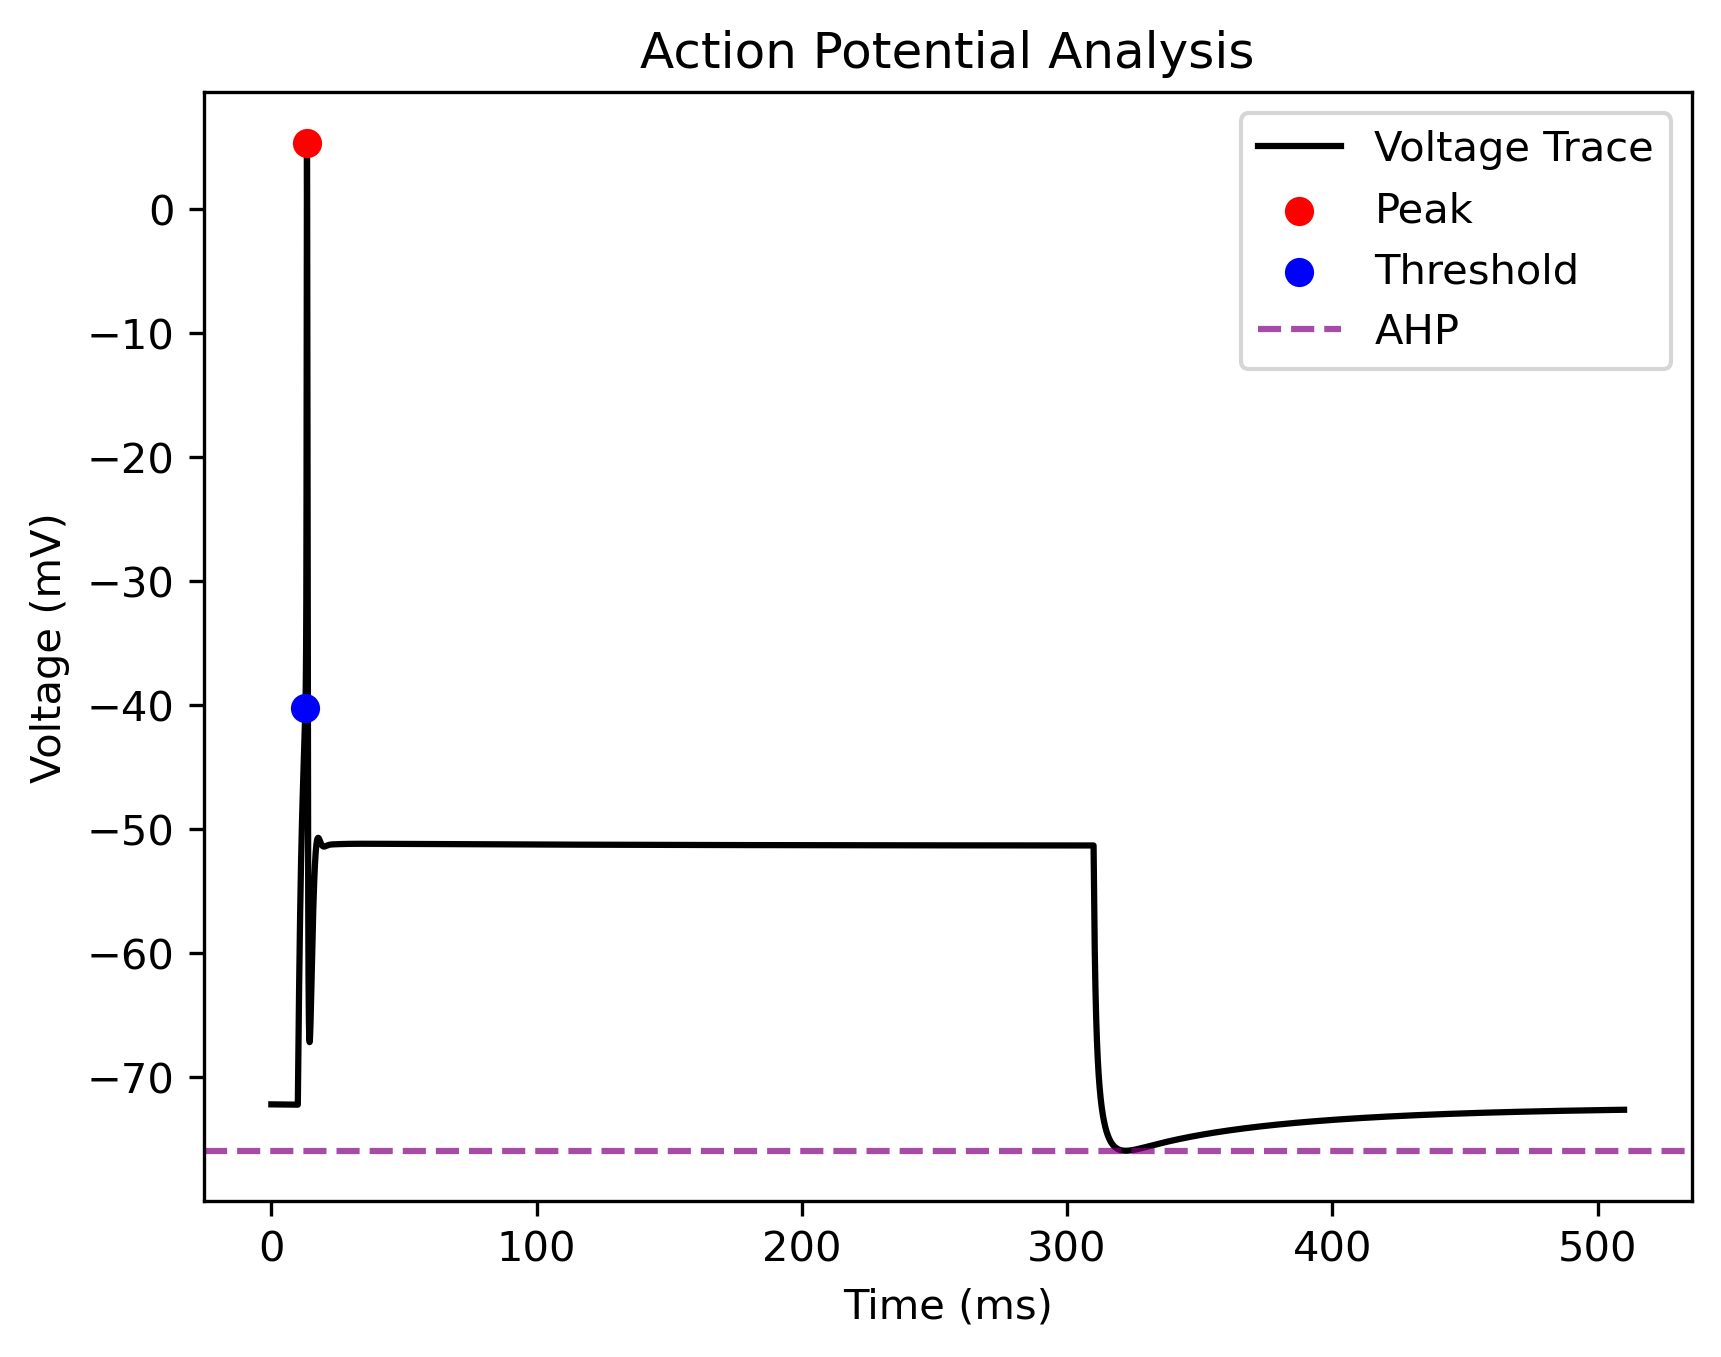 Action Potential Analysis
Voltage Trace
Peak
Threshold
AHP
Voltage (mV)
0
−10
−20
−30
−40
−50
−60
−70
0 100 200 300 400 500
Time (ms)